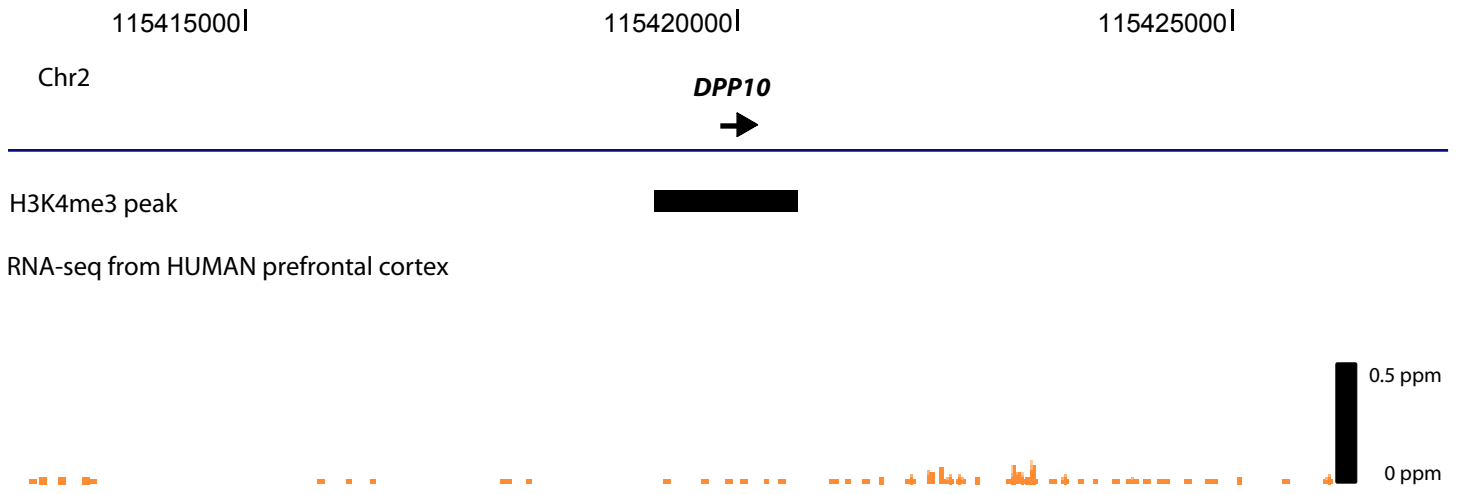 115415000 115420000 115425000
Chr2
DPP10
H3K4me3 peak
RNA-seq from HUMAN prefrontal cortex
0.5 ppm
0 ppm